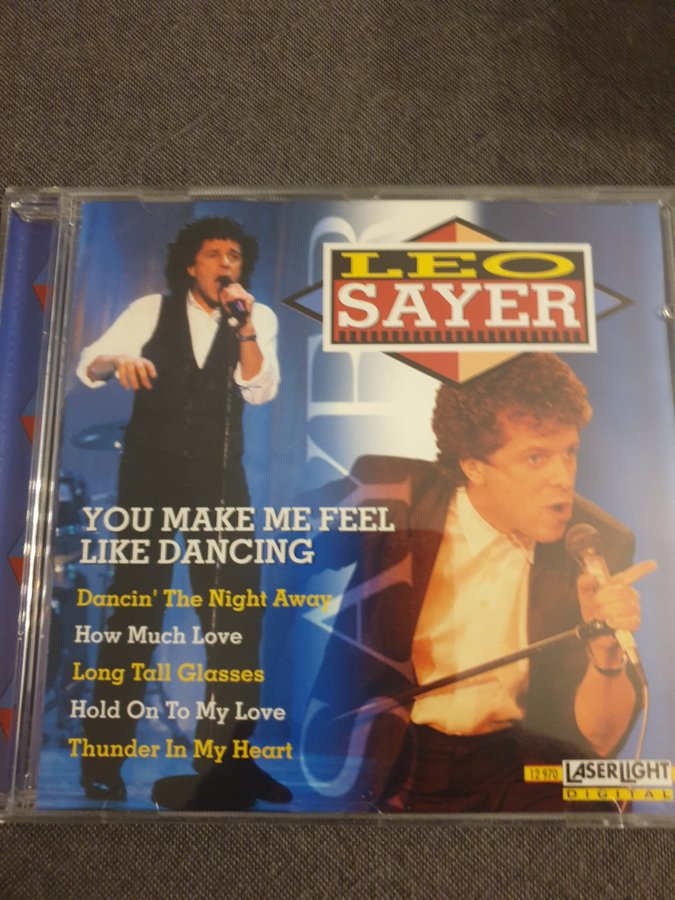 LEO
SAYER
SAYER
YOU MAKE ME FEEL
LIKE DANCING
Dancin' The Night Away
How Much Love
Long Tall Glasses
Hold On To My Love
Thunder In My Heart
12 970
LASERLIGHT
DIGITAL